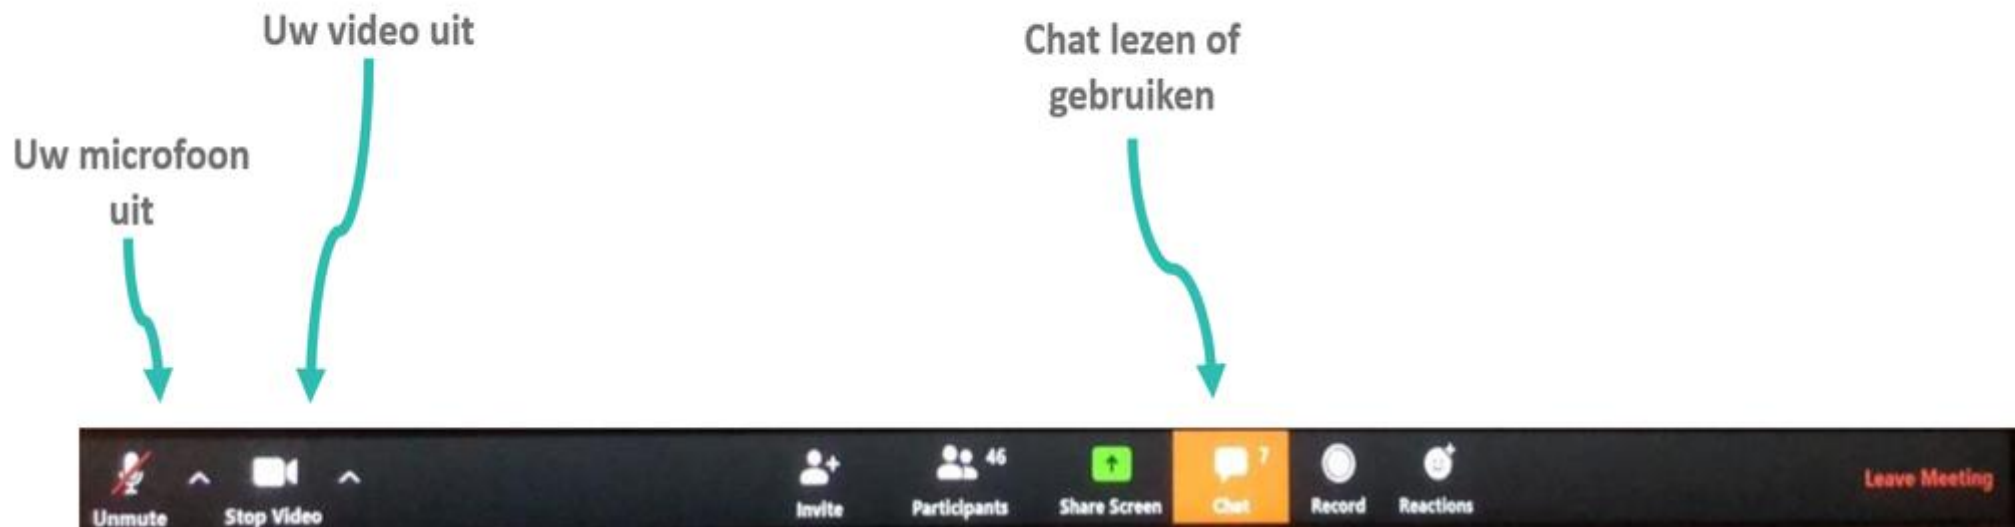 Uw video uit
Chat lezen of
gebruiken
Uw microfoon
uit
46
7
Unmute
Stop Video
Invite
Participants
Share Screen
Chat
Record
Reactions
Leave Meeting